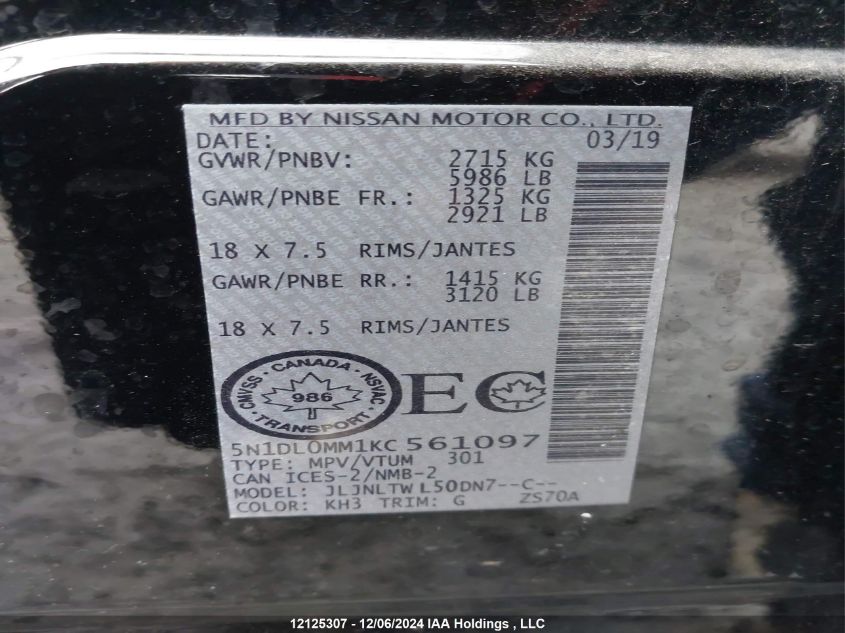 MFD BY NISSAN MOTOR CO., LTD.
DATE: 03/19
GVWR/PNBV: 2715 KG
5986 LB
GAWR/PNBE FR.: 1325 KG
2921 LB
18 X 7.5 RIMS/JANTES
GAWR/PNBE RR.: 1415 KG
3120 LB
18 X 7.5 RIMS/JANTES
CANADA
CMVSS 986 NSVAC
TRANSPORT
EC
5N1DL0MM1KC561097
TYPE: MPV/VTUM 301
CAN ICES-2/NMB-2
MODEL: JLJNLTWL50DN7--C--
COLOR: KH3 TRIM: G ZS70A
12125307 - 12/06/2024 IAA Holdings , LLC